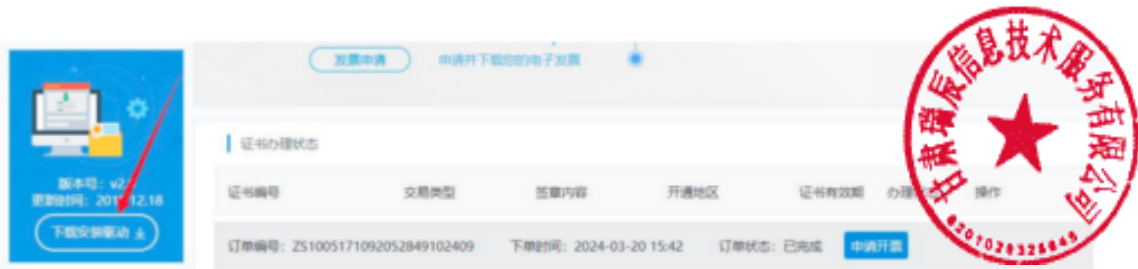 发票申请
申请并下载您的电子发票
证书办理状态
版本号：v2.
更新时间：201 12.18
下载安装驱动
证书编号 交易类型 签章内容 开通地区 证书有效期 办理 操作
订单编号：ZS1005171092052849102409 下单时间：2024-03-20 15:42 订单状态：已完成 申请开票
甘肃瑞辰信息技术服务有限公司